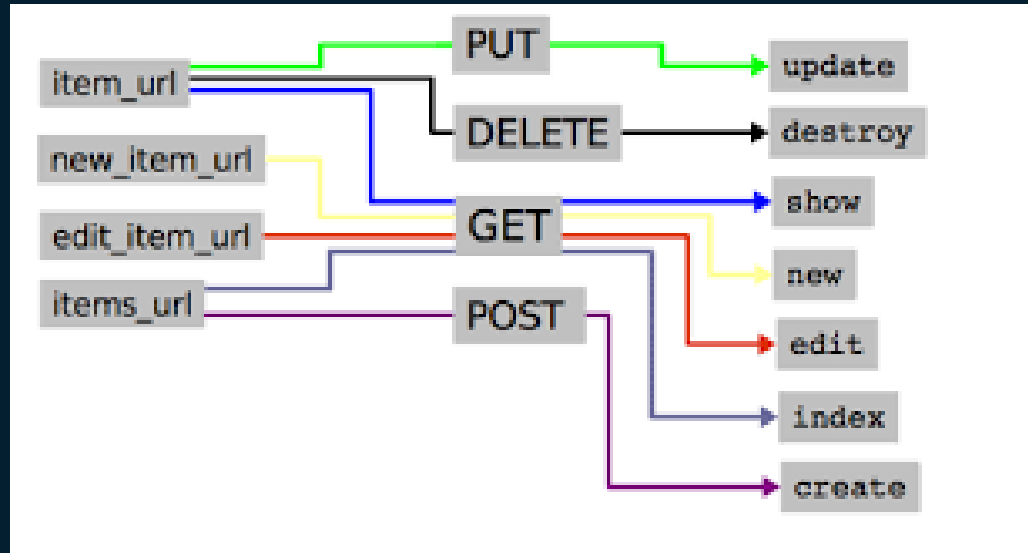 item_url
new_item_url
edit_item_url
items_url
PUT
DELETE
GET
POST
update
destroy
show
new
edit
index
create